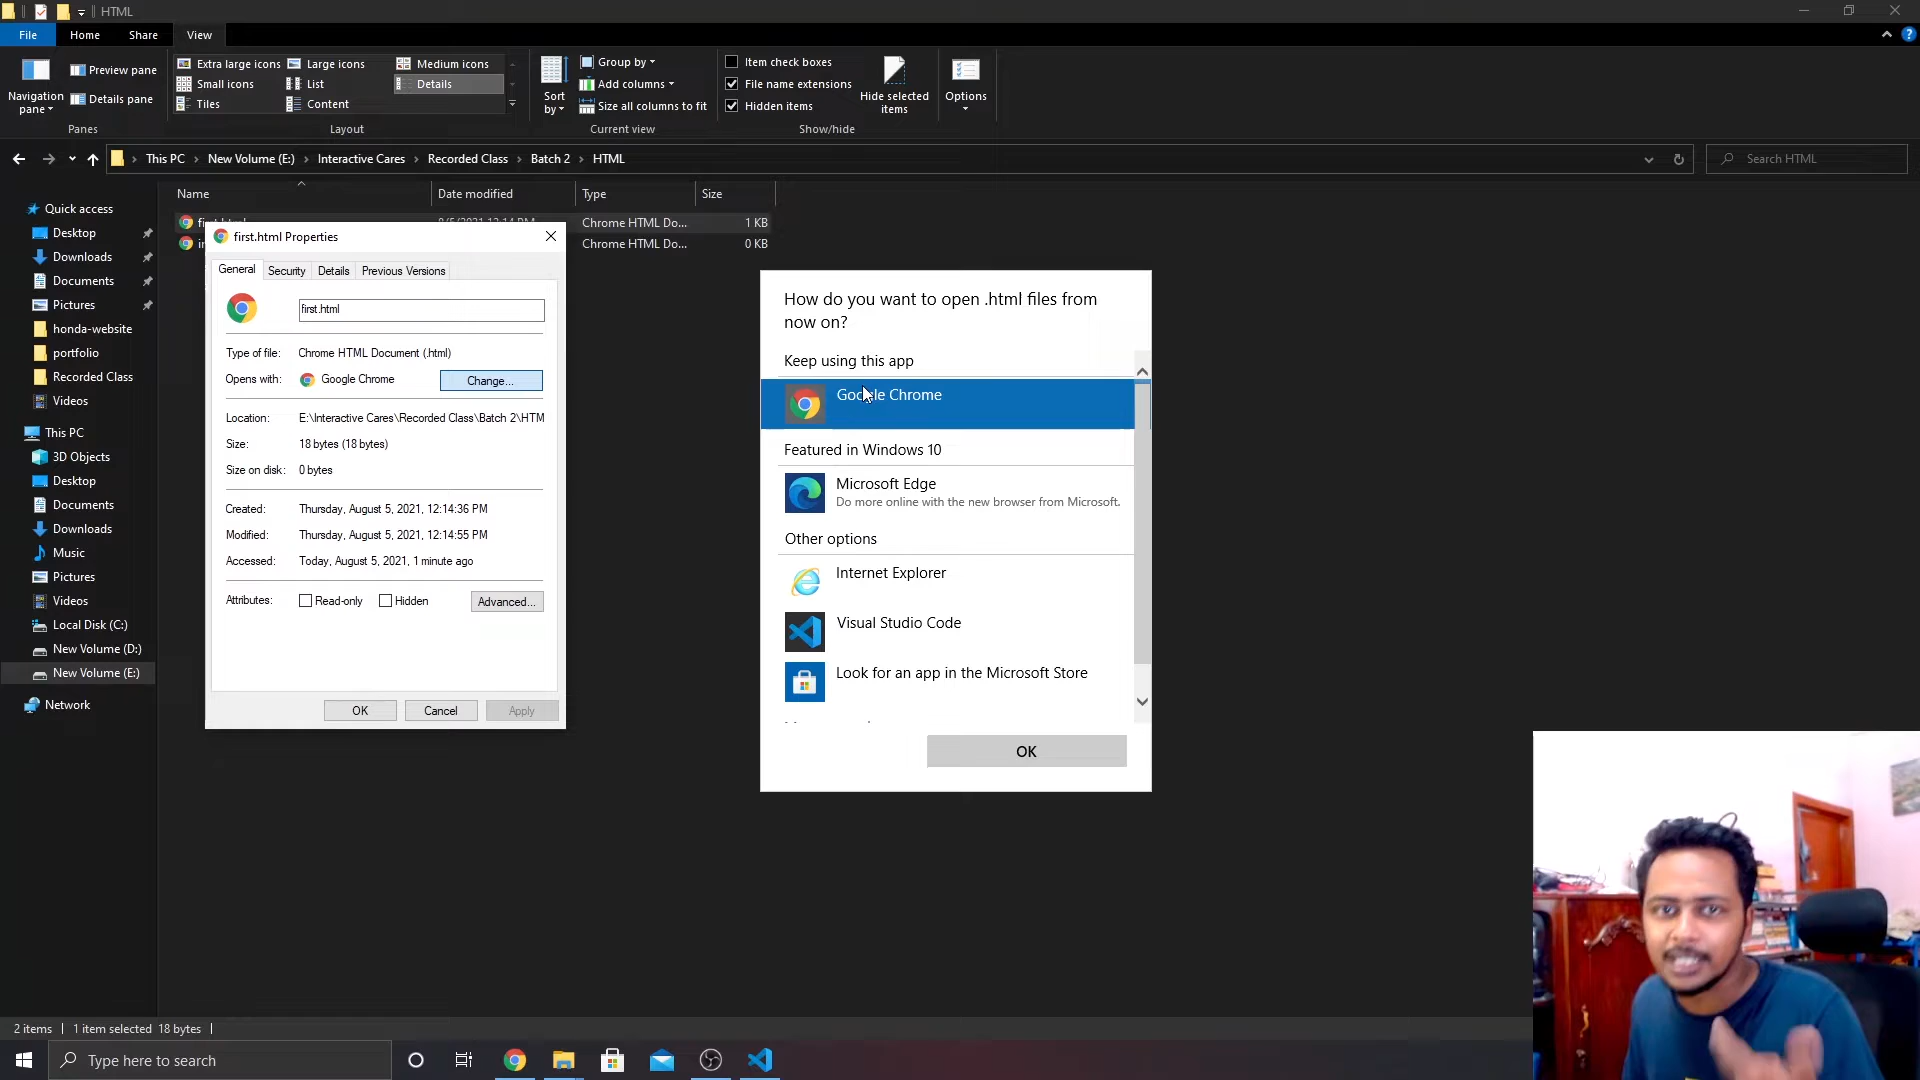 HTML
File
Home
Share
View
Navigation pane
Preview pane
Details pane
Panes
Extra large icons
Large icons
Medium icons
Small icons
List
Details
Tiles
Content
Layout
Sort by
Group by
Add columns
Size all columns to fit
Current view
Item check boxes
File name extensions
Hidden items
Hide selected items
Show/hide
Options
This PC
New Volume (E:)
Interactive Cares
Recorded Class
Batch 2
HTML
Search HTML
Name
Date modified
Type
Size
Chrome HTML Do...
1 KB
Chrome HTML Do...
0 KB
Quick access
Desktop
Downloads
Documents
Pictures
honda-website
portfolio
Recorded Class
Videos
This PC
3D Objects
Desktop
Documents
Downloads
Music
Pictures
Videos
Local Disk (C:)
New Volume (D:)
New Volume (E:)
Network
first.html Properties
General
Security
Details
Previous Versions
first.html
Type of file: Chrome HTML Document (.html)
Opens with: Google Chrome
Change...
Location: E:\Interactive Cares\Recorded Class\Batch 2\HTM
Size: 18 bytes (18 bytes)
Size on disk: 0 bytes
Created: Thursday, August 5, 2021, 12:14:36 PM
Modified: Thursday, August 5, 2021, 12:14:55 PM
Accessed: Today, August 5, 2021, 1 minute ago
Attributes: Read-only Hidden Advanced...
OK
Cancel
Apply
How do you want to open .html files from
now on?
Keep using this app
Google Chrome
Featured in Windows 10
Microsoft Edge
Do more online with the new browser from Microsoft.
Other options
Internet Explorer
Visual Studio Code
Look for an app in the Microsoft Store
OK
2 items
1 item selected 18 bytes
Type here to search